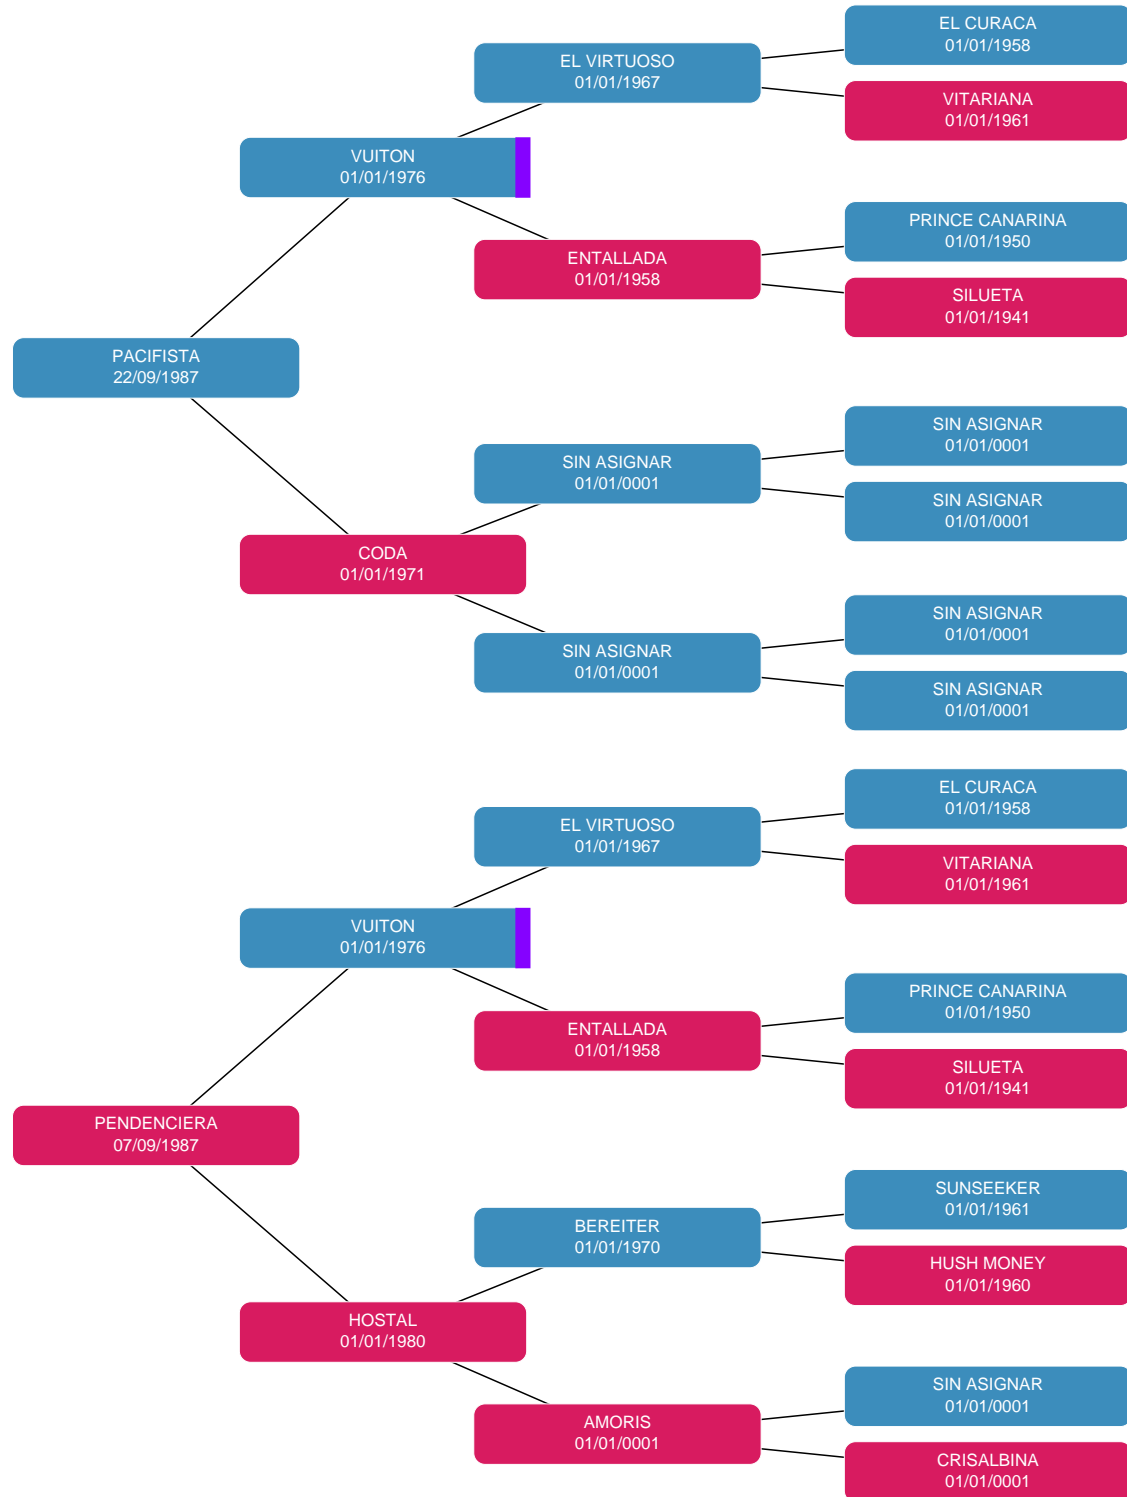 EL CURACA
01/01/1958
EL VIRTUOSO
01/01/1967
VITARIANA
01/01/1961
VUITON
01/01/1976
PRINCE CANARINA
01/01/1950
ENTALLADA
01/01/1958
SILUETA
01/01/1941
PACIFISTA
22/09/1987
SIN ASIGNAR
01/01/0001
SIN ASIGNAR
01/01/0001
SIN ASIGNAR
01/01/0001
CODA
01/01/1971
SIN ASIGNAR
01/01/0001
SIN ASIGNAR
01/01/0001
SIN ASIGNAR
01/01/0001
EL CURACA
01/01/1958
EL VIRTUOSO
01/01/1967
VITARIANA
01/01/1961
VUITON
01/01/1976
PRINCE CANARINA
01/01/1950
ENTALLADA
01/01/1958
SILUETA
01/01/1941
PENDENCIERA
07/09/1987
SUNSEEKER
01/01/1961
BEREITER
01/01/1970
HUSH MONEY
01/01/1960
HOSTAL
01/01/1980
SIN ASIGNAR
01/01/0001
AMORIS
01/01/0001
CRISALBINA
01/01/0001